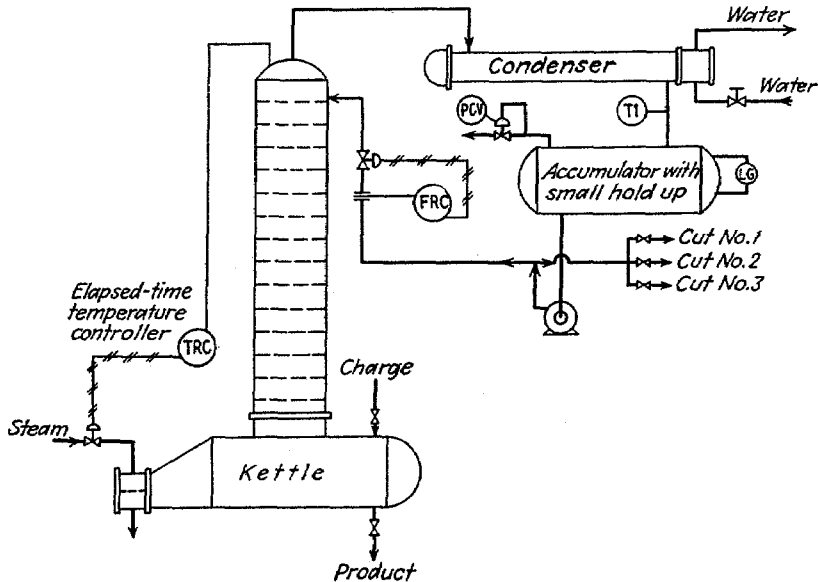 Water
Condenser
Water
PCV
T1
Accumulator with
small hold up
LG
FRC
Cut No.1
Cut No.2
Cut No.3
Elapsed-time
temperature
controller
TRC
Charge
Steam
Kettle
Product